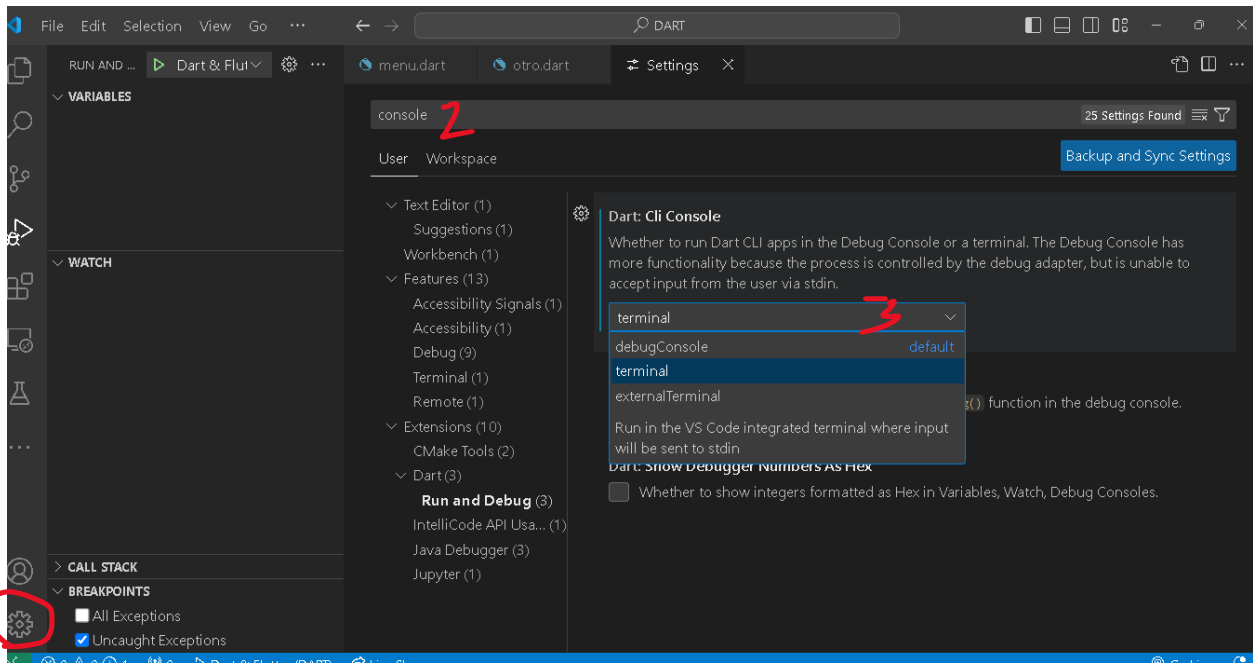 File Edit Selection View Go ···
DART
RUN AND ... Dart & Flut
menu.dart
otro.dart
Settings
VARIABLES
console
2
25 Settings Found
User Workspace
Backup and Sync Settings
Text Editor (1)
Suggestions (1)
Workbench (1)
Features (13)
Accessibility Signals (1)
Accessibility (1)
Debug (9)
Terminal (1)
Remote (1)
Extensions (10)
CMake Tools (2)
Dart (3)
Run and Debug (3)
IntelliCode API Usa... (1)
Java Debugger (3)
Jupyter (1)
Dart: Cli Console
Whether to run Dart CLI apps in the Debug Console or a terminal. The Debug Console has
more functionality because the process is controlled by the debug adapter, but is unable to
accept input from the user via stdin.
terminal
3
debugConsole default
terminal
externalTerminal
Run in the VS Code integrated terminal where input
will be sent to stdin
() function in the debug console.
Dart: Show Debugger Numbers As Hex
Whether to show integers formatted as Hex in Variables, Watch, Debug Consoles.
WATCH
CALL STACK
BREAKPOINTS
All Exceptions
Uncaught Exceptions